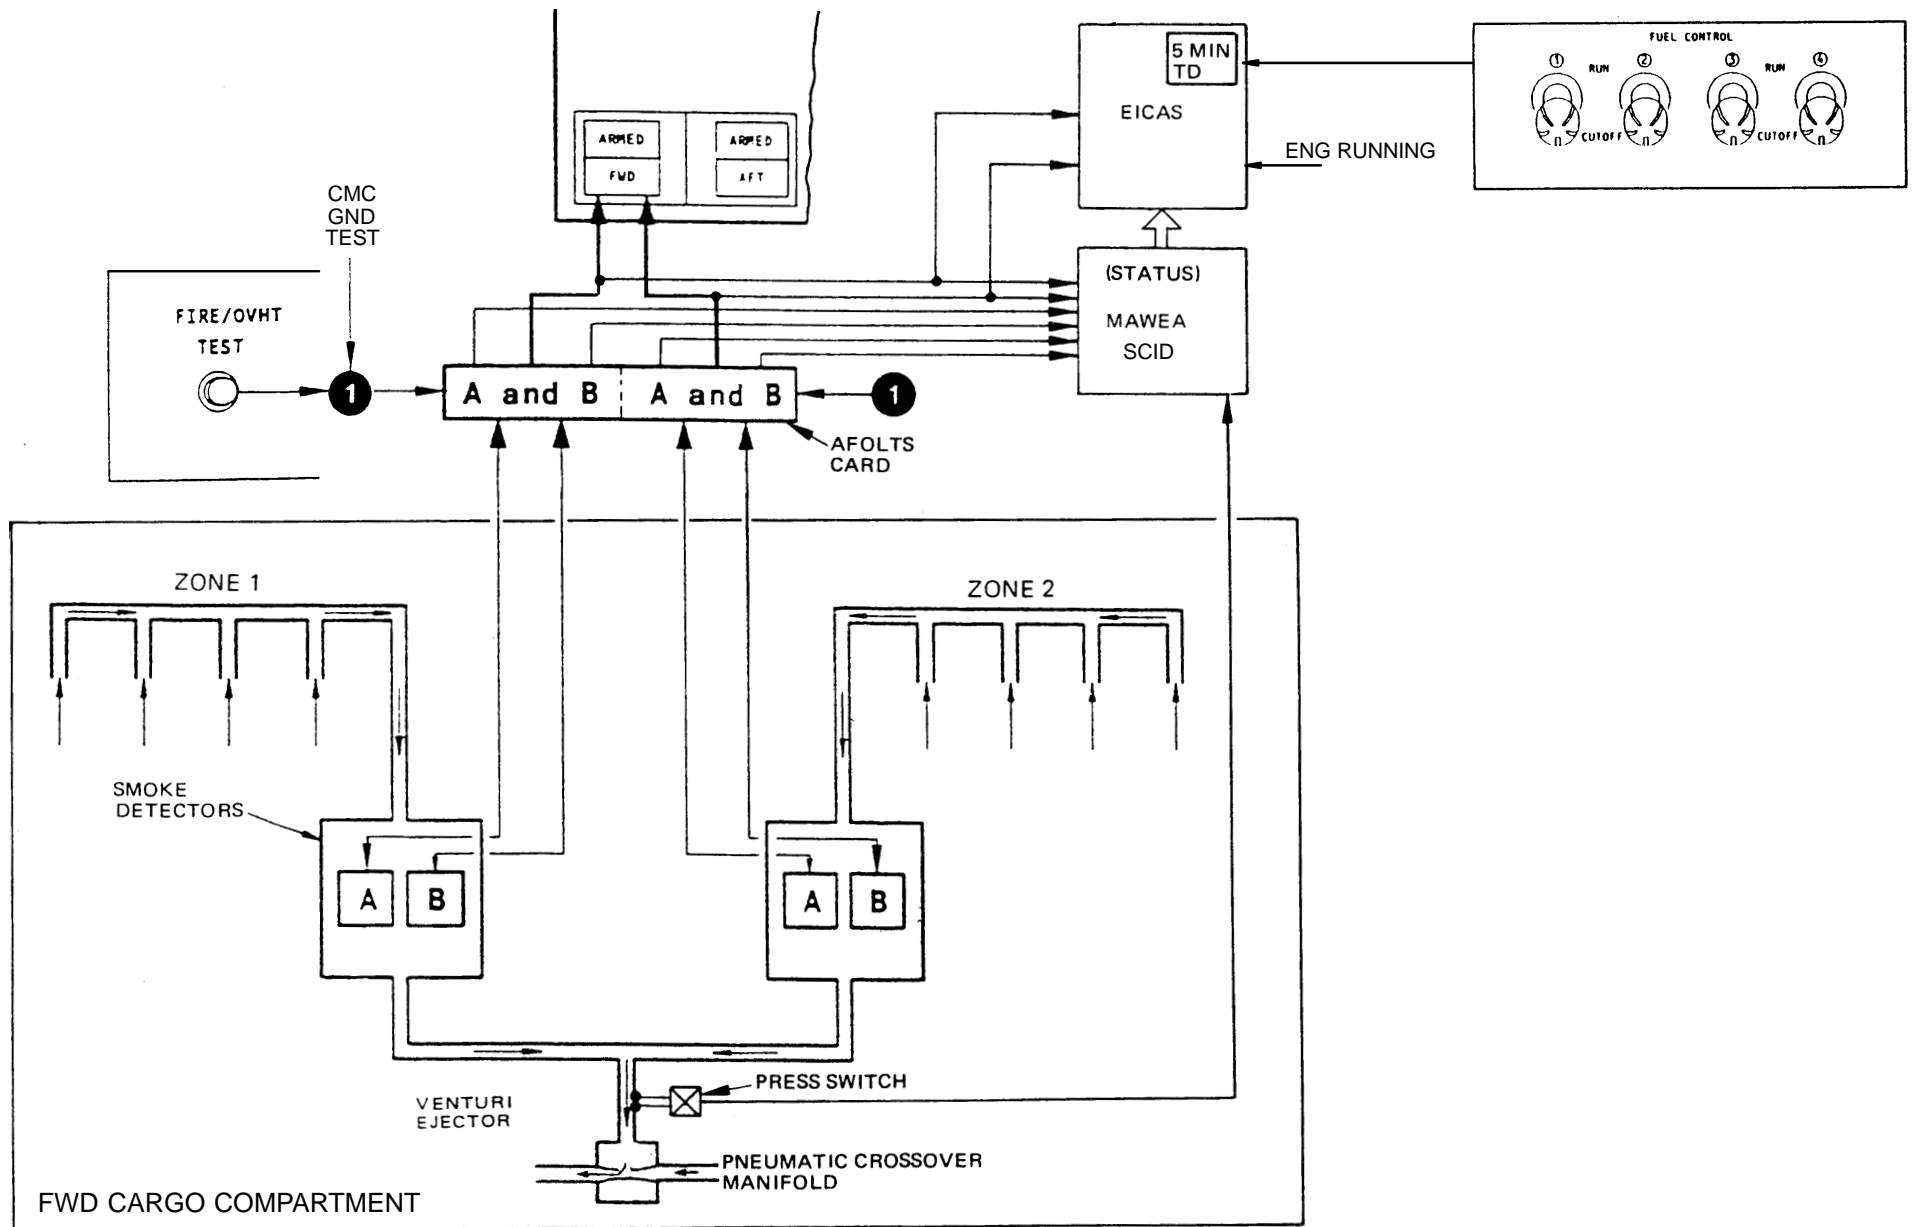 5 MIN
TD
EICAS
FUEL CONTROL
① RUN ② ③ RUN ④
CUTOFF CUTOFF
ENG RUNNING
ARMED ARMED
FWD AFT
CMC
GND
TEST
(STATUS)
MAWEA
SCID
FIRE/OVHT
TEST
1
A and B A and B
1
AFOLTS
CARD
ZONE 1
ZONE 2
SMOKE
DETECTORS
A B
A B
PRESS SWITCH
VENTURI
EJECTOR
PNEUMATIC CROSSOVER
MANIFOLD
FWD CARGO COMPARTMENT